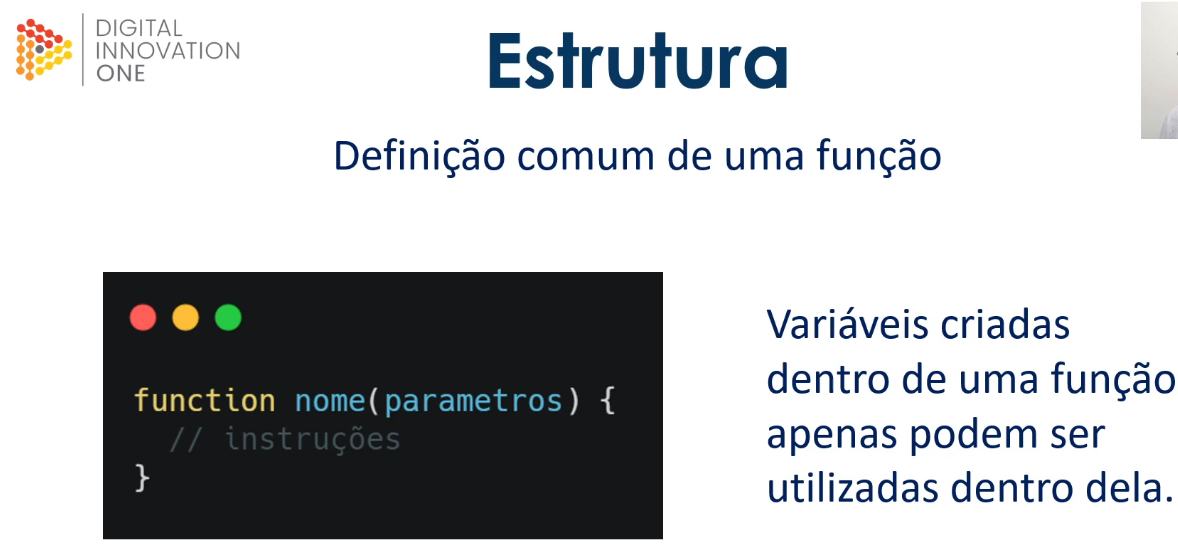 DIGITAL
INNOVATION
ONE
Estrutura
Definição comum de uma função
function nome(parametros) {
// instruções
}
Variáveis criadas
dentro de uma função
apenas podem ser
utilizadas dentro dela.